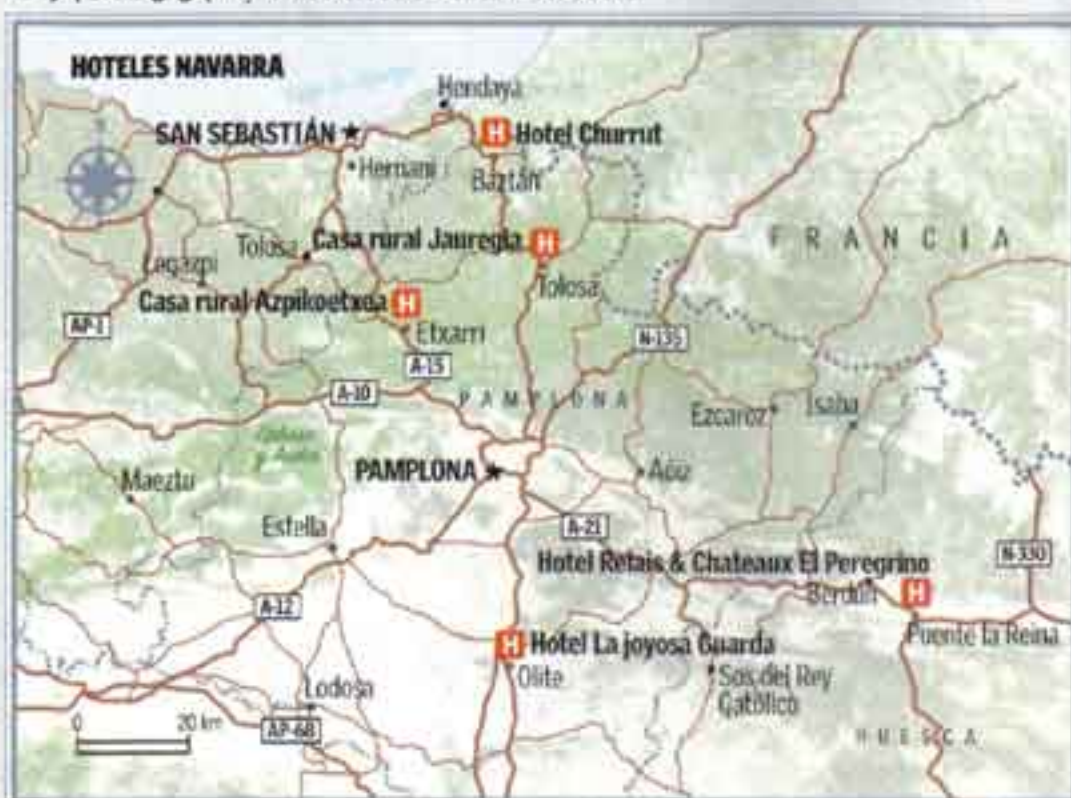 HOTELES NAVARRA
Hendaya
SAN SEBASTIÁN
H Hotel Churrut
Hernani
Baztán
Tolosa
Casa rural Jauregia H
FRANCIA
Legazpi
Tolosa
Casa rural Azpikoetxea H
AP-1
Etxarri
N-135
A-15
A-10
PAMPLONA
Ezcaroz
Isaba
PAMPLONA
Aoiz
Maeztu
Estella
A-21
Hotel Relais & Chateaux El Peregrino
N-330
Berdún
H
A-12
Puente la Reina
H Hotel La joyosa Guarda
Olite
Sos del Rey
Católico
Lodosa
0 20 km
AP-68
HUESCA